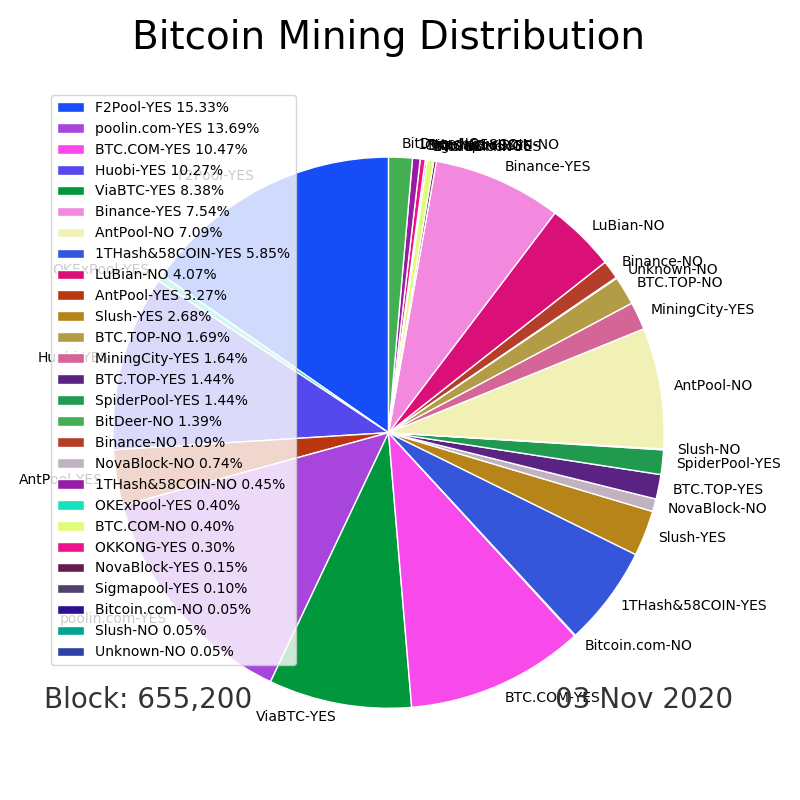 Bitcoin Mining Distribution
F2Pool-YES 15.33%
poolin.com-YES 13.69%
BTC.COM-YES 10.47%
Huobi-YES 10.27%
ViaBTC-YES 8.38%
Binance-YES 7.54%
AntPool-NO 7.09%
1THash&58COIN-YES 5.85%
LuBian-NO 4.07%
AntPool-YES 3.27%
Slush-YES 2.68%
BTC.TOP-NO 1.69%
MiningCity-YES 1.64%
BTC.TOP-YES 1.44%
SpiderPool-YES 1.44%
BitDeer-NO 1.39%
Binance-NO 1.09%
NovaBlock-NO 0.74%
1THash&58COIN-NO 0.45%
OKExPool-YES 0.40%
BTC.COM-NO 0.40%
OKKONG-YES 0.30%
NovaBlock-YES 0.15%
Sigmapool-YES 0.10%
Bitcoin.com-NO 0.05%
Slush-NO 0.05%
Unknown-NO 0.05%
F2Pool-YES
OKExPool-YES
Huobi-YES
AntPool-YES
poolin.com-YES
ViaBTC-YES
BTC.COM-YES
Bitcoin.com-NO
1THash&58COIN-YES
Slush-YES
NovaBlock-NO
BTC.TOP-YES
SpiderPool-YES
Slush-NO
AntPool-NO
MiningCity-YES
BTC.TOP-NO
Unknown-NO
Binance-NO
LuBian-NO
Binance-YES
Block: 655,200
03 Nov 2020